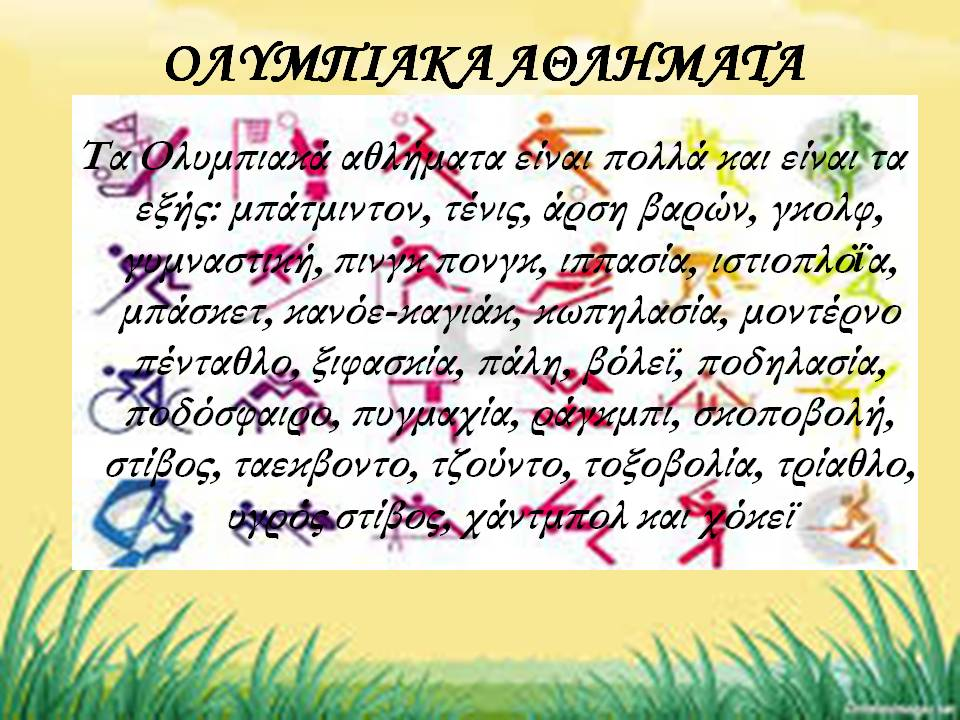 ΟΛΥΜΠΙΑΚΑ ΑΘΛΗΜΑΤΑ
Τα Ολυμπιακά αθλήματα είναι πολλά και είναι τα
εξής: μπάτμιντον, τένις, άρση βαρών, γκολφ,
γυμναστική, πινγκ πονγκ, ιππασία, ιστιοπλοΐα,
μπάσκετ, κανόε-καγιάκ, κωπηλασία, μοντέρνο
πένταθλο, ξιφασκία, πάλη, βόλεϊ, ποδηλασία,
ποδόσφαιρο, πυγμαχία, ράγκμπι, σκοποβολή,
στίβος, ταεκβοντο, τζούντο, τοξοβολία, τρίαθλο,
υγρός στίβος, χάντμπολ και χόκεϊ